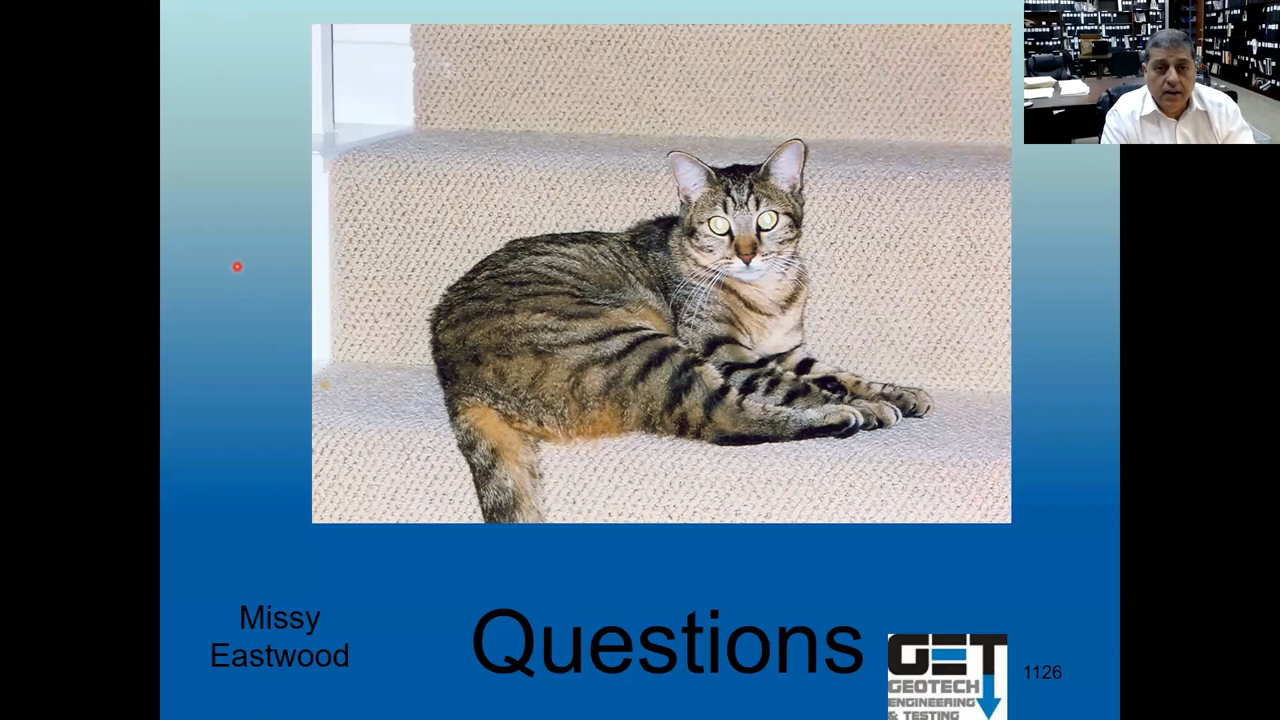 Missy
Eastwood
Questions
GET
GEOTECH
ENGINEERING
& TESTING
1126